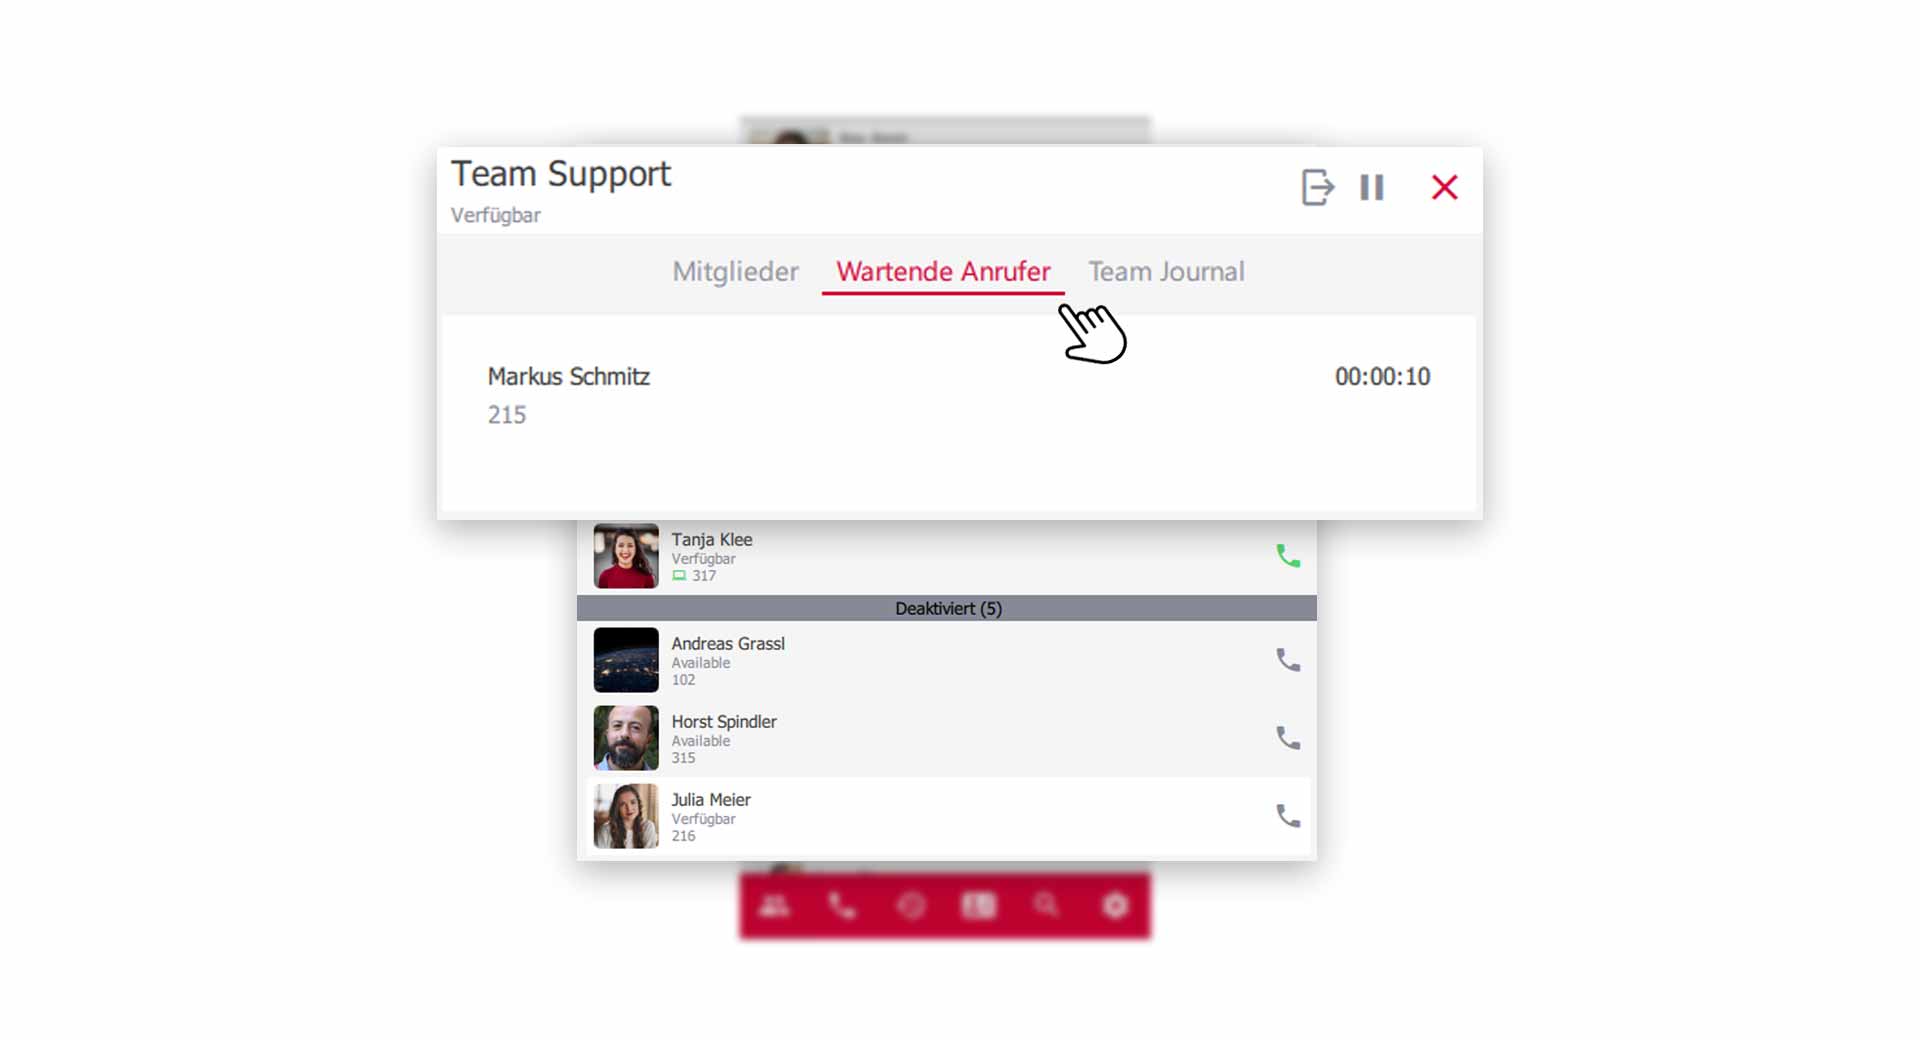 Team Support
Verfügbar
Mitglieder Wartende Anrufer Team Journal
Markus Schmitz 00:00:10
215
Tanja Klee
Verfügbar
317
Deaktiviert (5)
Andreas Grassl
Available
102
Horst Spindler
Available
315
Julia Meier
Verfügbar
216